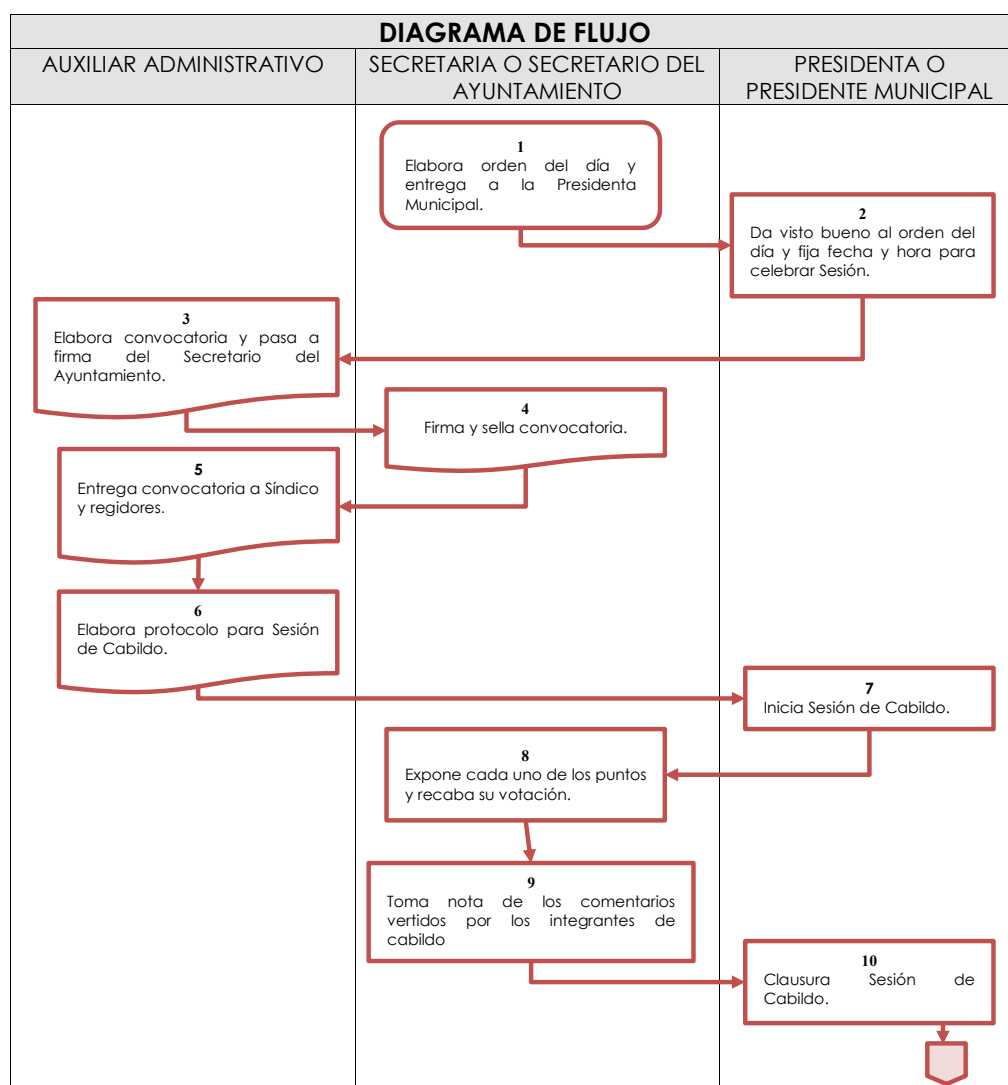 DIAGRAMA DE FLUJO
AUXILIAR ADMINISTRATIVO
SECRETARIA O SECRETARIO DEL
AYUNTAMIENTO
PRESIDENTA O
PRESIDENTE MUNICIPAL
1
Elabora orden del día y
entrega a la Presidenta
Municipal.
2
Da visto bueno al orden del
día y fija fecha y hora para
celebrar Sesión.
3
Elabora convocatoria y pasa a
firma del Secretario del
Ayuntamiento.
4
Firma y sella convocatoria.
5
Entrega convocatoria a Síndico
y regidores.
6
Elabora protocolo para Sesión
de Cabildo.
7
Inicia Sesión de Cabildo.
8
Expone cada uno de los puntos
y recaba su votación.
9
Toma nota de los comentarios
vertidos por los integrantes de
cabildo
10
Clausura Sesión de
Cabildo.